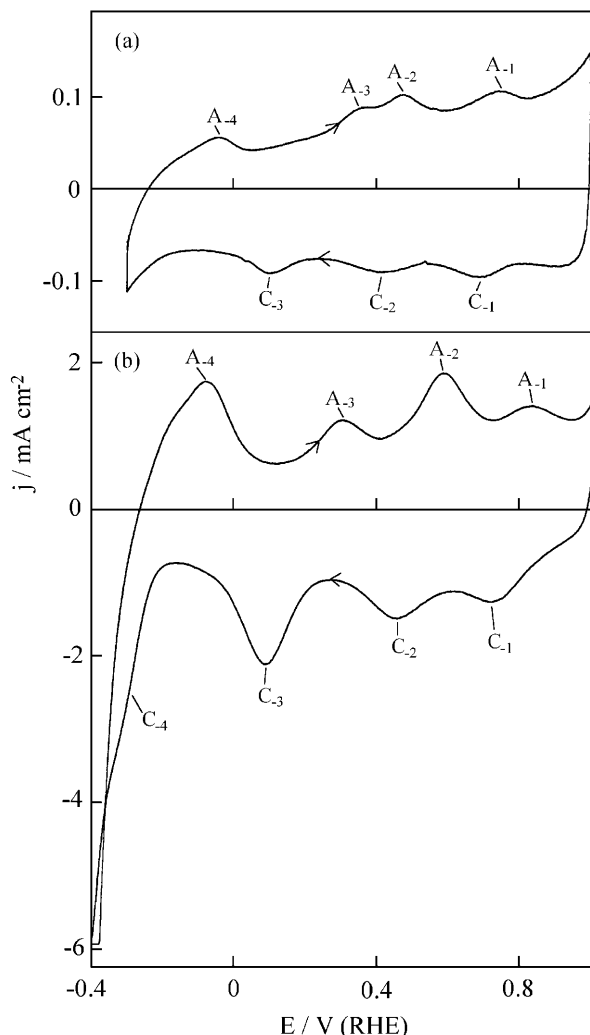 (a)
A-1
A-2
A-3
A-4
0.1
0
-0.1
C-3
C-2
C-1
(b)
A-4
A-2
A-3
A-1
2
0
-2
-4
-6
C-4
C-3
C-2
C-1
j / mA cm-2
-0.4
0
0.4
0.8
E / V (RHE)